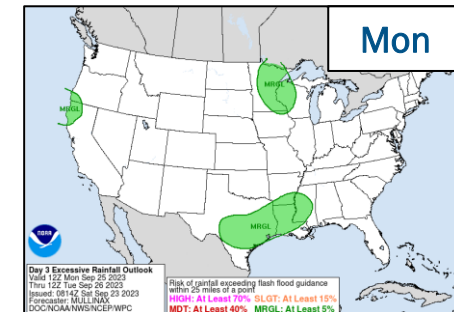 Mon
MRGL
MRGL
MRGL
NOAA
Day 3 Excessive Rainfall Outlook
Valid 12Z Mon Sep 25 2023
Thru 12Z Tue Sep 26 2023
Issued: 0814Z Sat Sep 23 2023
Forecaster: MULLINAX
DOC/NOAA/NWS/NCEP/WPC
Risk of rainfall exceeding flash flood guidance
within 25 miles of a point
HIGH: At Least 70% SLGT: At Least 15%
MDT: At Least 40% MRGL: At Least 5%